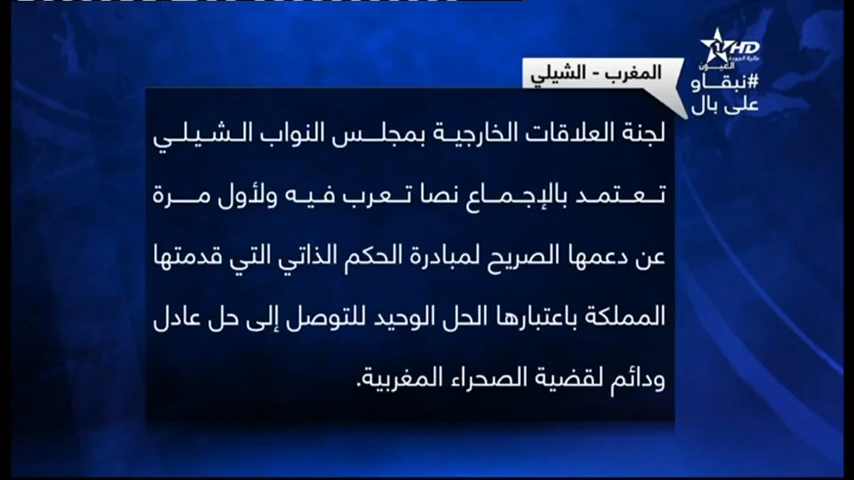 HD
العيون
#نبقاو
على بال
المغرب - الشيلي
لجنة العلاقات الخارجية بمجلس النواب الشيلي
تعتمد بالإجماع نصا تعرب فيه ولأول مرة
عن دعمها الصريح لمبادرة الحكم الذاتي التي قدمتها
المملكة باعتبارها الحل الوحيد للتوصل إلى حل عادل
ودائم لقضية الصحراء المغربية.